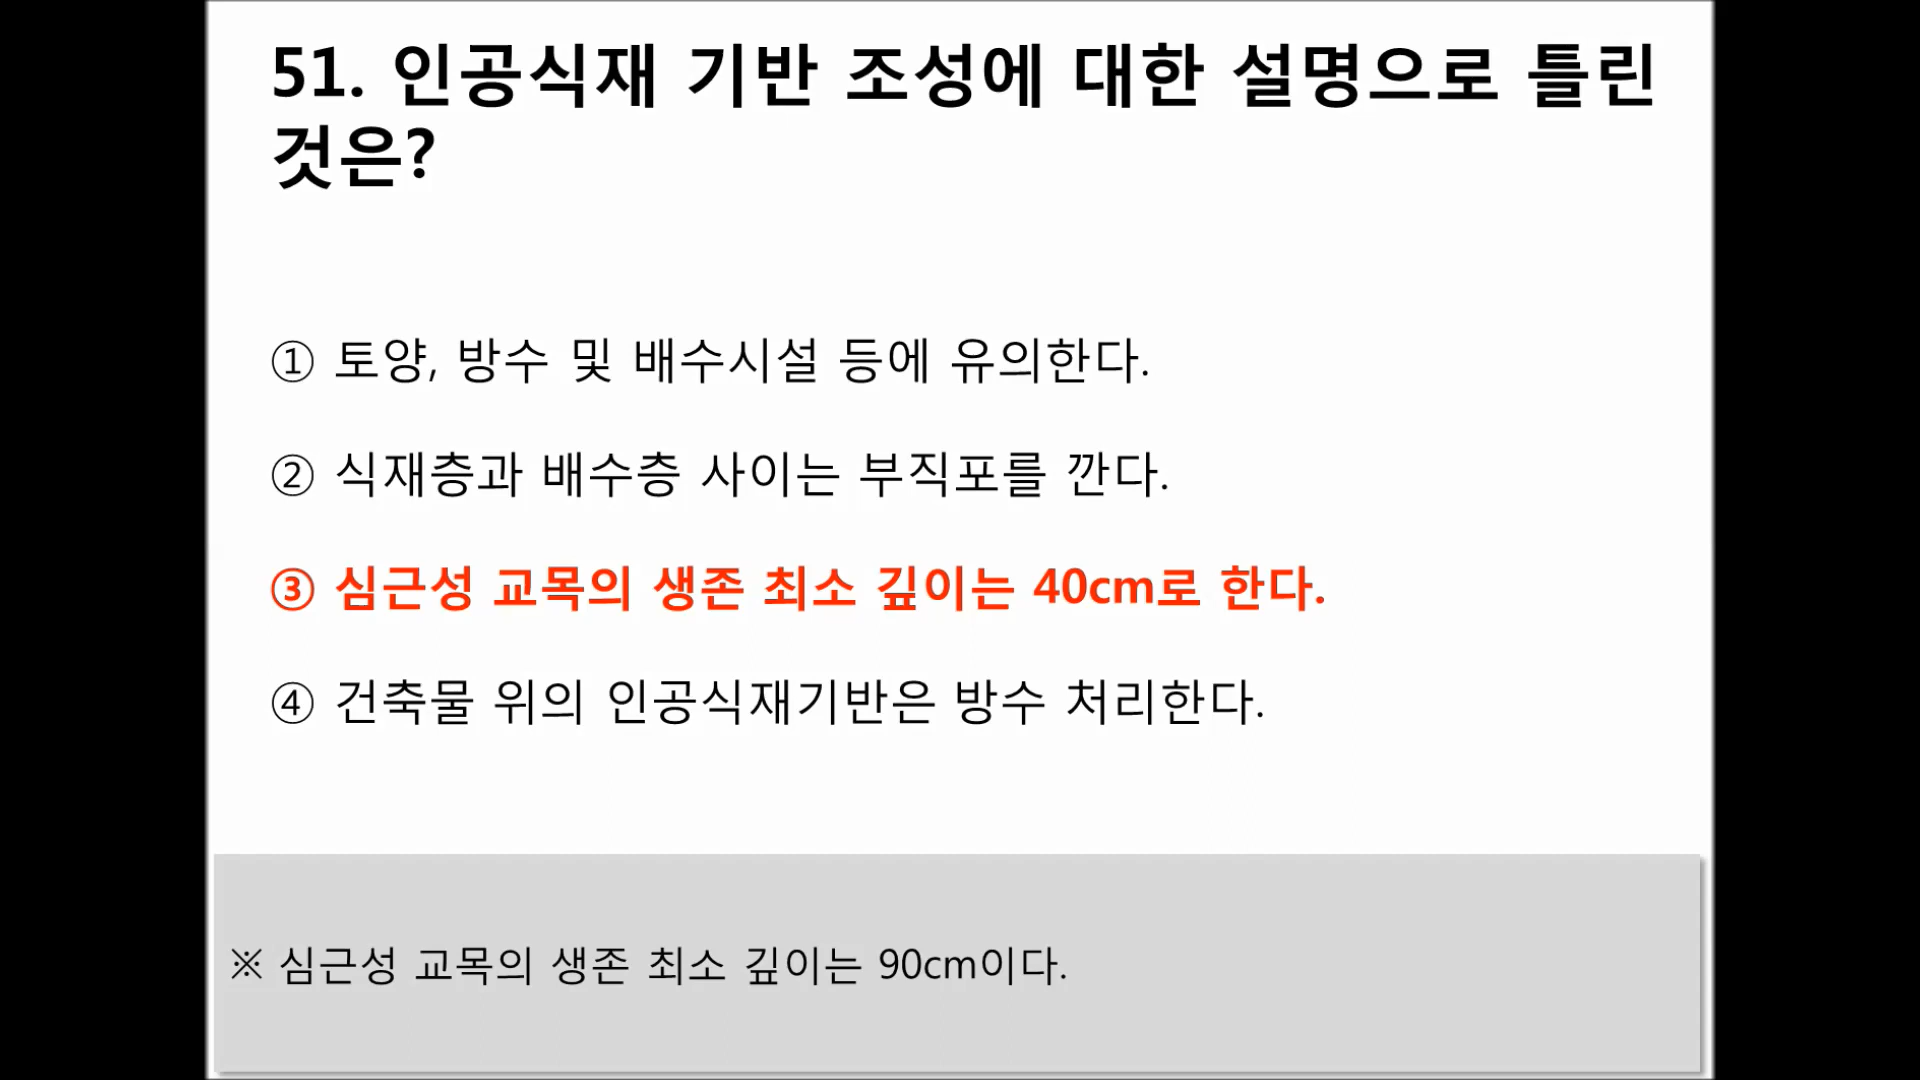 51. 인공식재 기반 조성에 대한 설명으로 틀린
것은?
① 토양, 방수 및 배수시설 등에 유의한다.
② 식재층과 배수층 사이는 부직포를 깐다.
③ 심근성 교목의 생존 최소 깊이는 40cm로 한다.
④ 건축물 위의 인공식재기반은 방수 처리한다.
※ 심근성 교목의 생존 최소 깊이는 90cm이다.